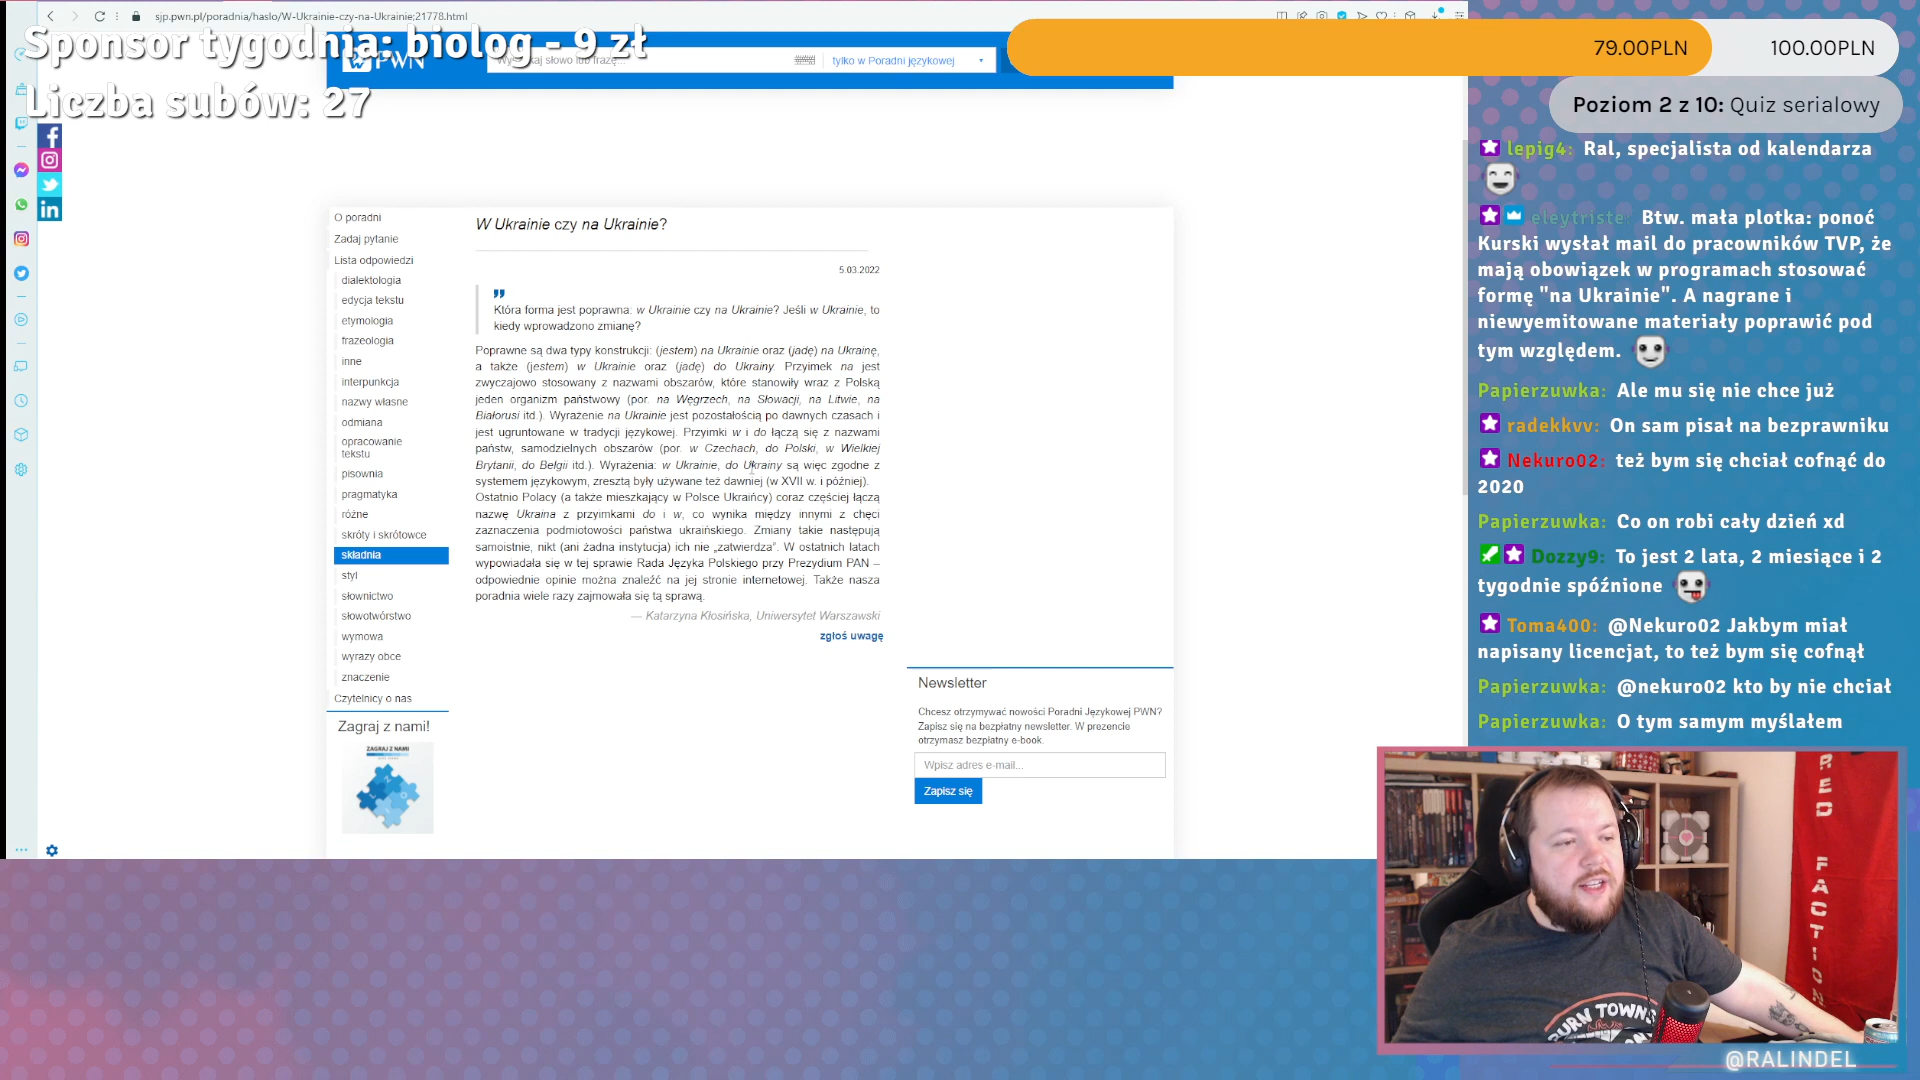 sjp.pwn.pl/poradnia/haslo/W-Ukrainie-czy-na-Ukrainie;21778.html
Sponsor tygodnia: biolog - 9 zł
Liczba subów: 27
PWN
tylko w Poradni językowej
79.00PLN
100.00PLN
Poziom 2 z 10: Quiz serialowy
O poradni
Zadaj pytanie
Lista odpowiedzi
dialektologia
edycja tekstu
etymologia
frazeologia
inne
interpunkcja
nazwy własne
odmiana
opracowanie
tekstu
pisownia
pragmatyka
różne
skróty i skrótowce
składnia
styl
słownictwo
słowotwórstwo
wymowa
wyrazy obce
znaczenie
Czytelnicy o nas
Zagraj z nami!
ZAGRAJ Z NAMI
W Ukrainie czy na Ukrainie?
5.03.2022
Która forma jest poprawna: w Ukrainie czy na Ukrainie? Jeśli w Ukrainie, to
kiedy wprowadzono zmianę?
Poprawne są dwa typy konstrukcji: (jestem) na Ukrainie oraz (jadę) na Ukrainę,
a także (jestem) w Ukrainie oraz (jadę) do Ukrainy. Przyimek na jest
zwyczajowo stosowany z nazwami obszarów, które stanowiły wraz z Polską
jeden organizm państwowy (por. na Węgrzech, na Słowacji, na Litwie, na
Białorusi itd.). Wyrażenie na Ukrainie jest pozostałością po dawnych czasach i
jest ugruntowane w tradycji językowej. Przyimki w i do łączą się z nazwami
państw, samodzielnych obszarów (por. w Czechach, do Polski, w Wielkiej
Brytanii, do Belgii itd.). Wyrażenia: w Ukrainie, do Ukrainy są więc zgodne z
systemem językowym, zresztą były używane też dawniej (w XVII w. i później).
Ostatnio Polacy (a także mieszkający w Polsce Ukraińcy) coraz częściej łączą
nazwę Ukraina z przyimkami do i w, co wynika między innymi z chęci
zaznaczenia podmiotowości państwa ukraińskiego. Zmiany takie następują
samoistnie, nikt (ani żadna instytucja) ich nie „zatwierdza”. W ostatnich latach
wypowiadała się w tej sprawie Rada Języka Polskiego przy Prezydium PAN –
odpowiednie opinie można znaleźć na jej stronie internetowej. Także nasza
poradnia wiele razy zajmowała się tą sprawą.
— Katarzyna Kłosińska, Uniwersytet Warszawski
zgłoś uwagę
Newsletter
Chcesz otrzymywać nowości Poradni Językowej PWN?
Zapisz się na bezpłatny newsletter. W prezencie
otrzymasz bezpłatny e-book.
Wpisz adres e-mail...
Zapisz się
lepig4: Ral, specjalista od kalendarza
eleytriste: Btw. mała plotka: ponoć
Kurski wysłał mail do pracowników TVP, że
mają obowiązek w programach stosować
formę "na Ukrainie". A nagrane i
niewyemitowane materiały poprawić pod
tym względem.
Papierzuwka: Ale mu się nie chce już
radekkvv: On sam pisał na bezprawniku
Nekuro02: też bym się chciał cofnąć do
2020
Papierzuwka: Co on robi cały dzień xd
Dozzy9: To jest 2 lata, 2 miesiące i 2
tygodnie spóźnione
Toma400: @Nekuro02 Jakbym miał
napisany licencjat, to też bym się cofnął
Papierzuwka: @nekuro02 kto by nie chciał
Papierzuwka: O tym samym myślałem
RED FACTION
BURN TOWNS
@RALINDEL